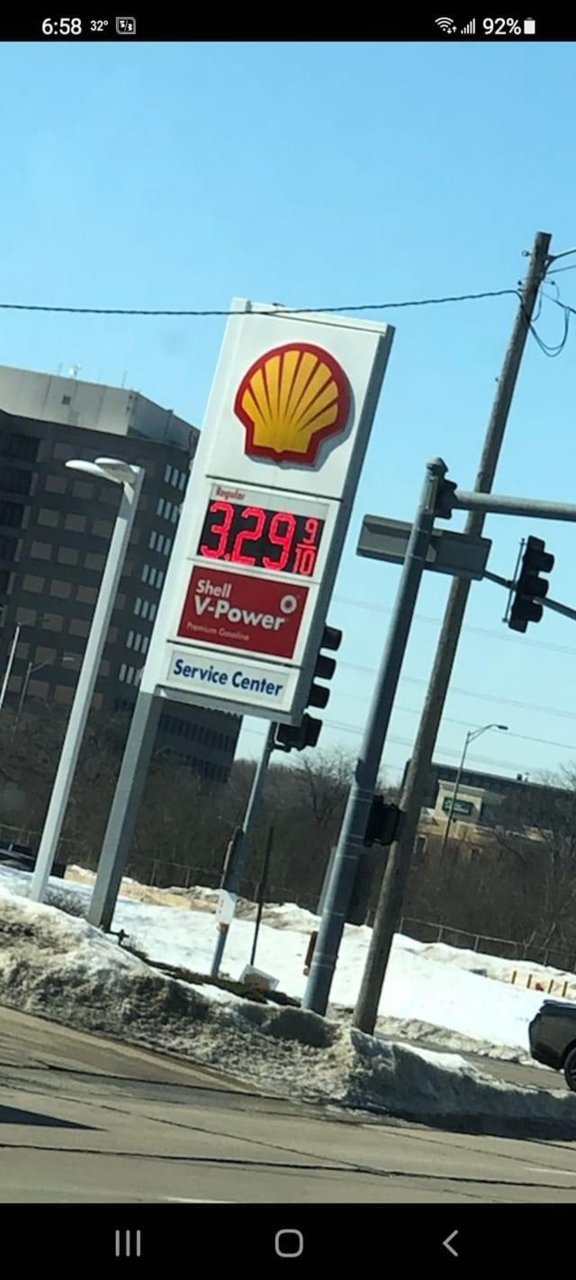 6:58 32° 92%
Regular
3.29 9/10
Shell
V-Power
Premium Gasoline
Service Center